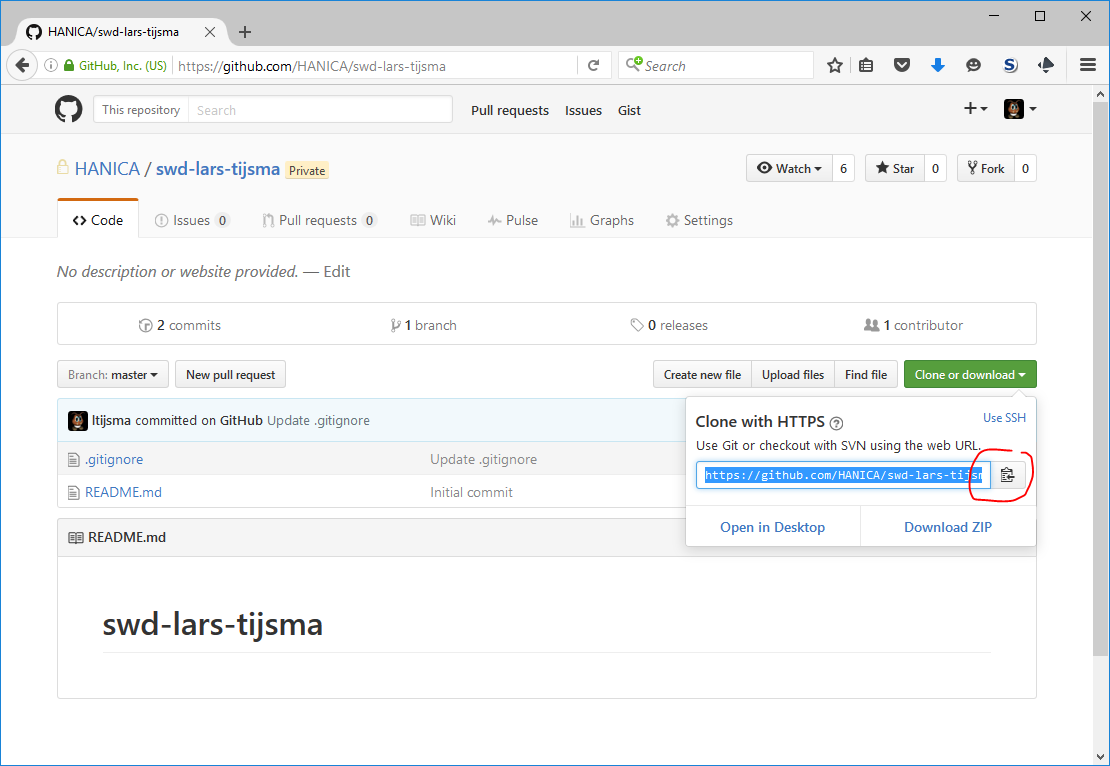 HANICA/swd-lars-tijsma
GitHub, Inc. (US) https://github.com/HANICA/swd-lars-tijsma Search
This repository Search Pull requests Issues Gist
HANICA / swd-lars-tijsma Private Watch 6 Star 0 Fork 0
Code Issues 0 Pull requests 0 Wiki Pulse Graphs Settings
No description or website provided. — Edit
2 commits 1 branch 0 releases 1 contributor
Branch: master New pull request Create new file Upload files Find file Clone or download
ltijsma committed on GitHub Update .gitignore
.gitignore Update .gitignore
README.md Initial commit
Clone with HTTPS Use SSH
Use Git or checkout with SVN using the web URL.
https://github.com/HANICA/swd-lars-tijsm
Open in Desktop Download ZIP
README.md
swd-lars-tijsma